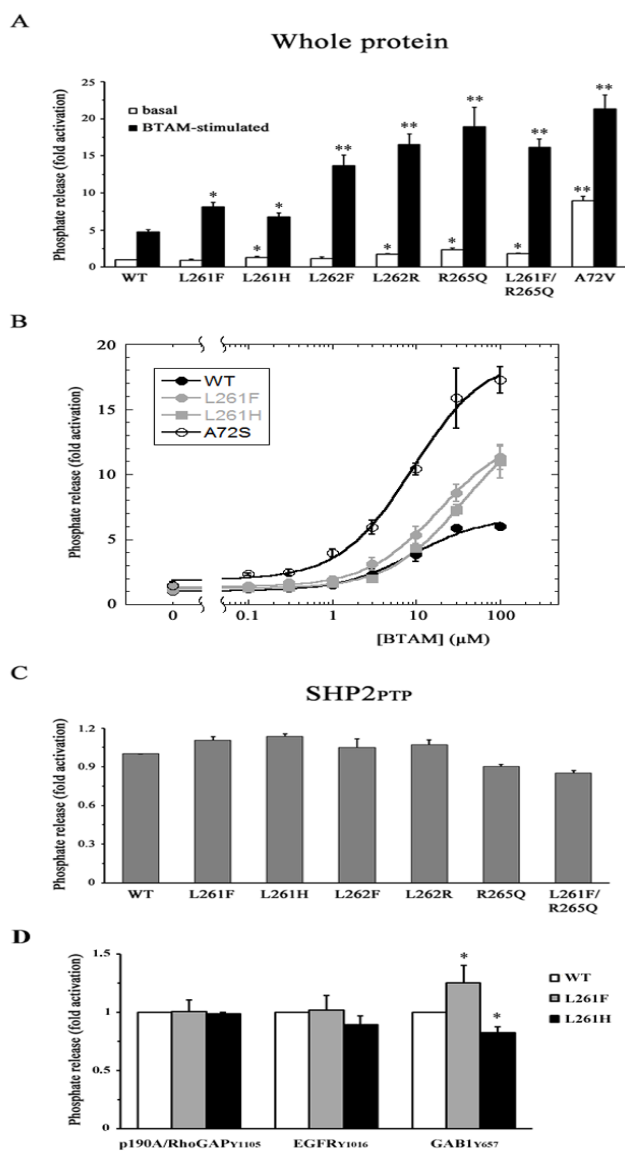 A
Whole protein
Phosphate release (fold activation)
25
20
15
10
5
0
basal
BTAM-stimulated
*
*
*
**
*
**
*
**
*
**
**
**
WT
L261F
L261H
L262F
L262R
R265Q
L261F/
R265Q
A72V
B
Phosphate release (fold activation)
20
15
10
5
0
WT
L261F
L261H
A72S
0
0.1
1
10
100
[BTAM] (µM)
C
SHP2PTP
Phosphate release (fold activation)
1.2
0.9
0.6
0.3
0
WT
L261F
L261H
L262F
L262R
R265Q
L261F/
R265Q
D
Phosphate release (fold activation)
1.5
1
0.5
0
*
*
WT
L261F
L261H
p190A/RhoGAPY1105
EGFRY1016
GAB1Y657